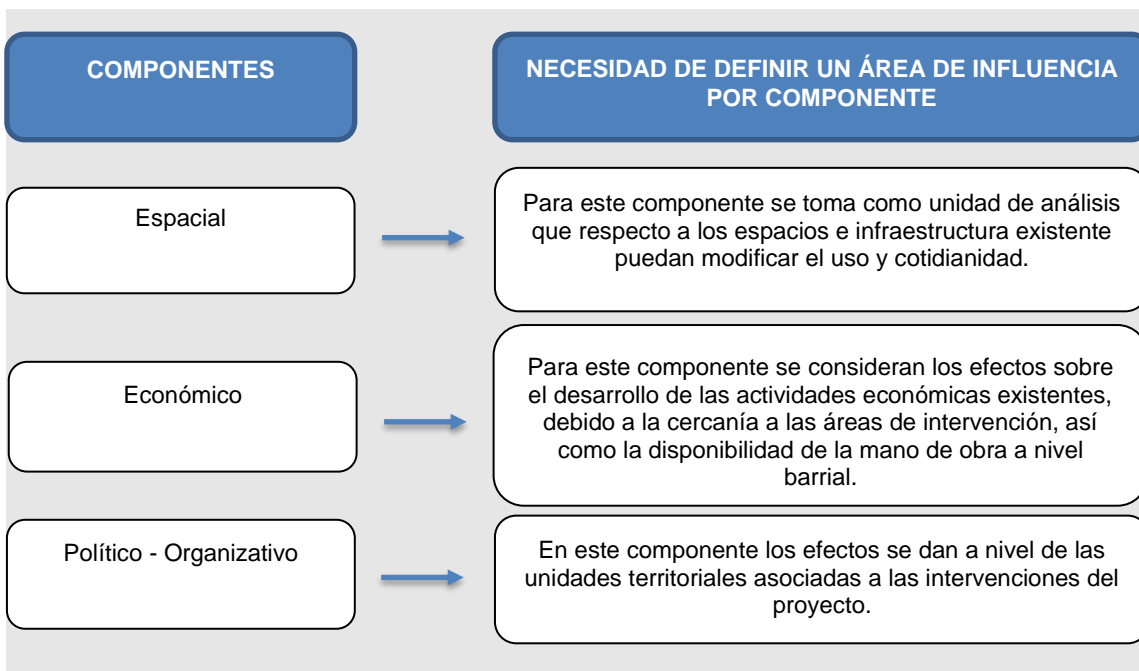 COMPONENTES
NECESIDAD DE DEFINIR UN ÁREA DE INFLUENCIA
POR COMPONENTE
Espacial
Para este componente se toma como unidad de análisis
que respecto a los espacios e infraestructura existente
puedan modificar el uso y cotidianidad.
Económico
Para este componente se consideran los efectos sobre
el desarrollo de las actividades económicas existentes,
debido a la cercanía a las áreas de intervención, así
como la disponibilidad de la mano de obra a nivel
barrial.
Político - Organizativo
En este componente los efectos se dan a nivel de las
unidades territoriales asociadas a las intervenciones del
proyecto.